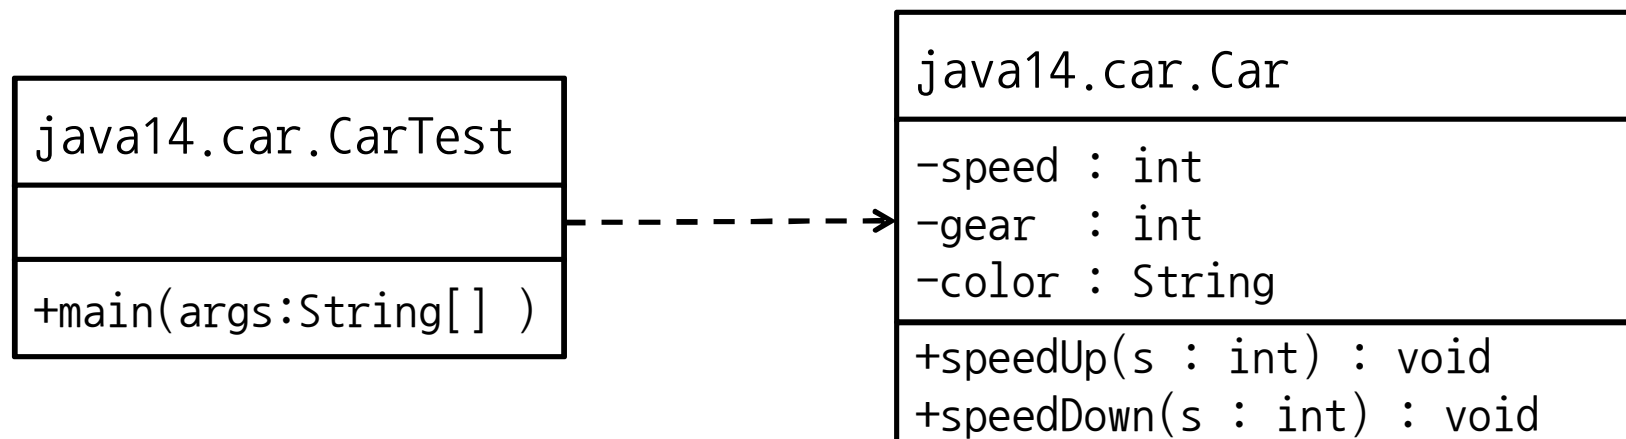 java14.car.CarTest
+main(args:String[] )
java14.car.Car
-speed : int
-gear  : int
-color : String
+speedUp(s : int) : void
+speedDown(s : int) : void